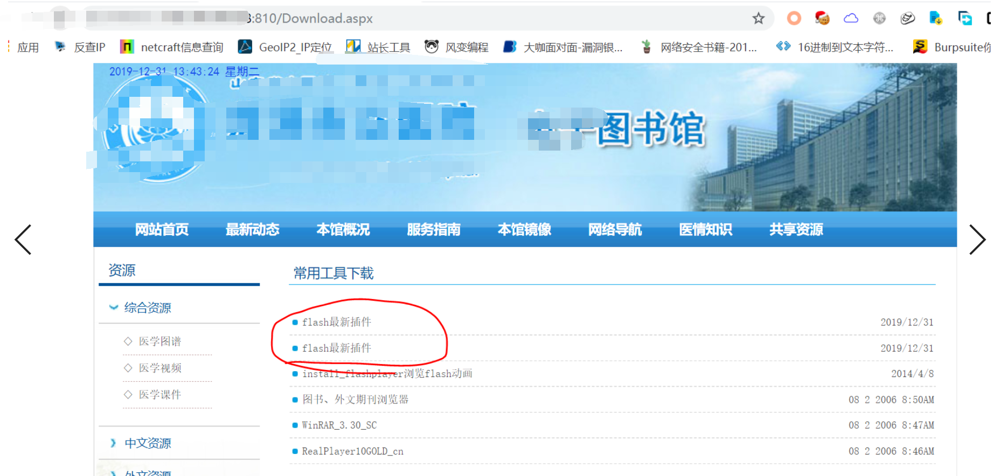 :810/Download.aspx
应用 反查IP netcraft信息查询 GeoIP2_IP定位 站长工具 风变编程 大咖面对面-漏洞银... 网络安全书籍-201... 16进制到文本字符... Burpsuite
2019-12-31 13:43:24 星期二
图书馆
网站首页 最新动态 本馆概况 服务指南 本馆镜像 网络导航 医情知识 共享资源
资源
综合资源
医学图谱
医学视频
医学课件
中文资源
外文资源
常用工具下载
flash最新插件 2019/12/31
flash最新插件 2019/12/31
install_flashplayer浏览flash动画 2014/4/8
图书、外文期刊浏览器 08 2 2006 8:50AM
WinRAR_3.30_SC 08 2 2006 8:47AM
RealPlayer10GOLD_cn 08 2 2006 8:46AM